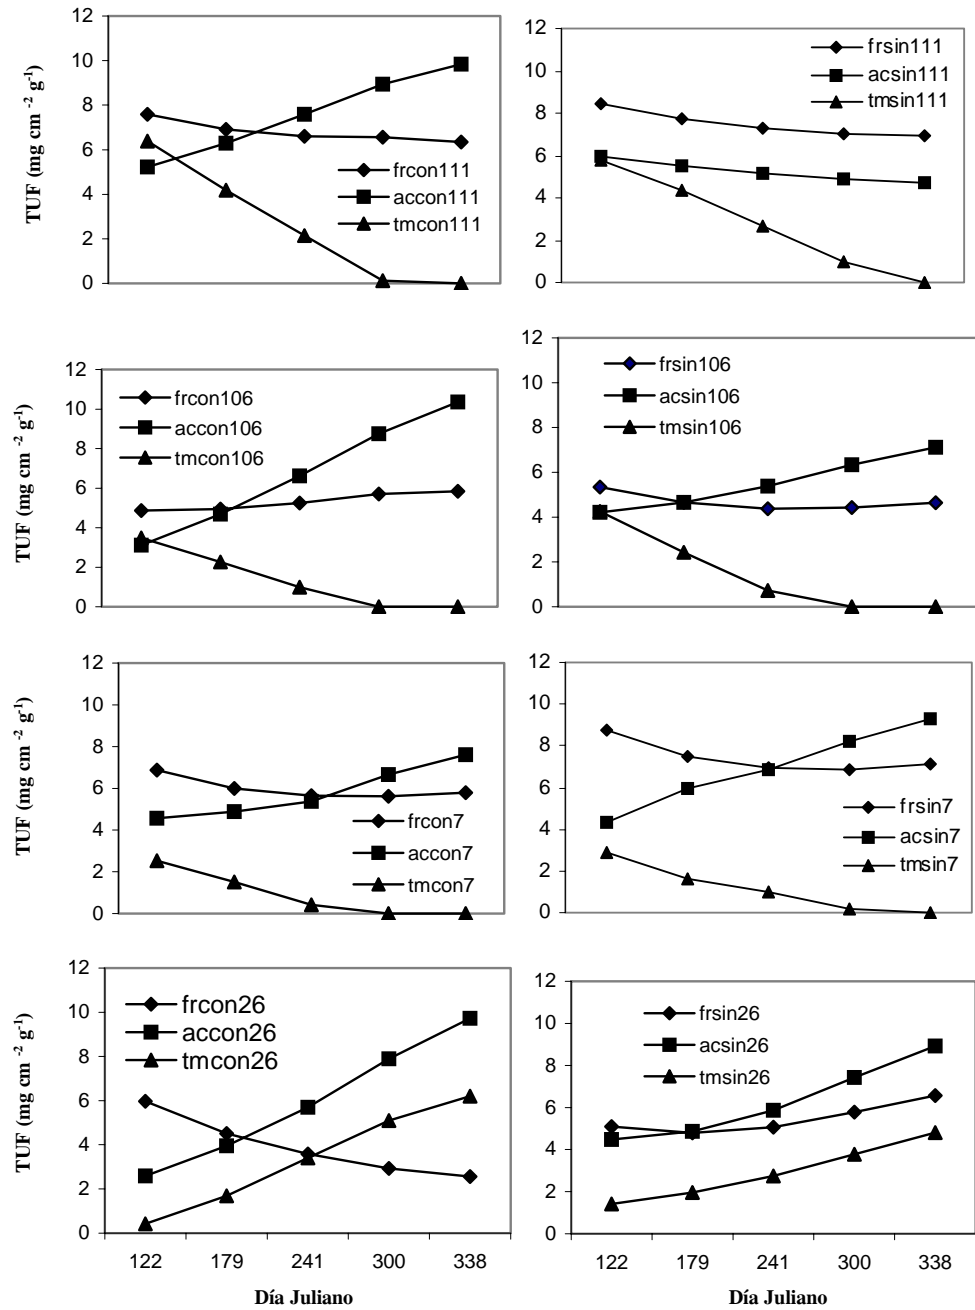 12
10
8
6
4
2
0
TUF (mg cm -2 g-1)
frcon111
accon111
tmcon111
12
10
8
6
4
2
0
frsin111
acsin111
tmsin111
12
10
8
6
4
2
0
TUF (mg cm -2 g-1)
frcon106
accon106
tmcon106
12
10
8
6
4
2
0
frsin106
acsin106
tmsin106
12
10
8
6
4
2
0
TUF (mg cm -2 g-1)
frcon7
accon7
tmcon7
12
10
8
6
4
2
0
frsin7
acsin7
tmsin7
12
10
8
6
4
2
0
TUF (mg cm -2 g-1)
frcon26
accon26
tmcon26
122 179 241 300 338
Día Juliano
12
10
8
6
4
2
0
frsin26
acsin26
tmsin26
122 179 241 300 338
Día Juliano